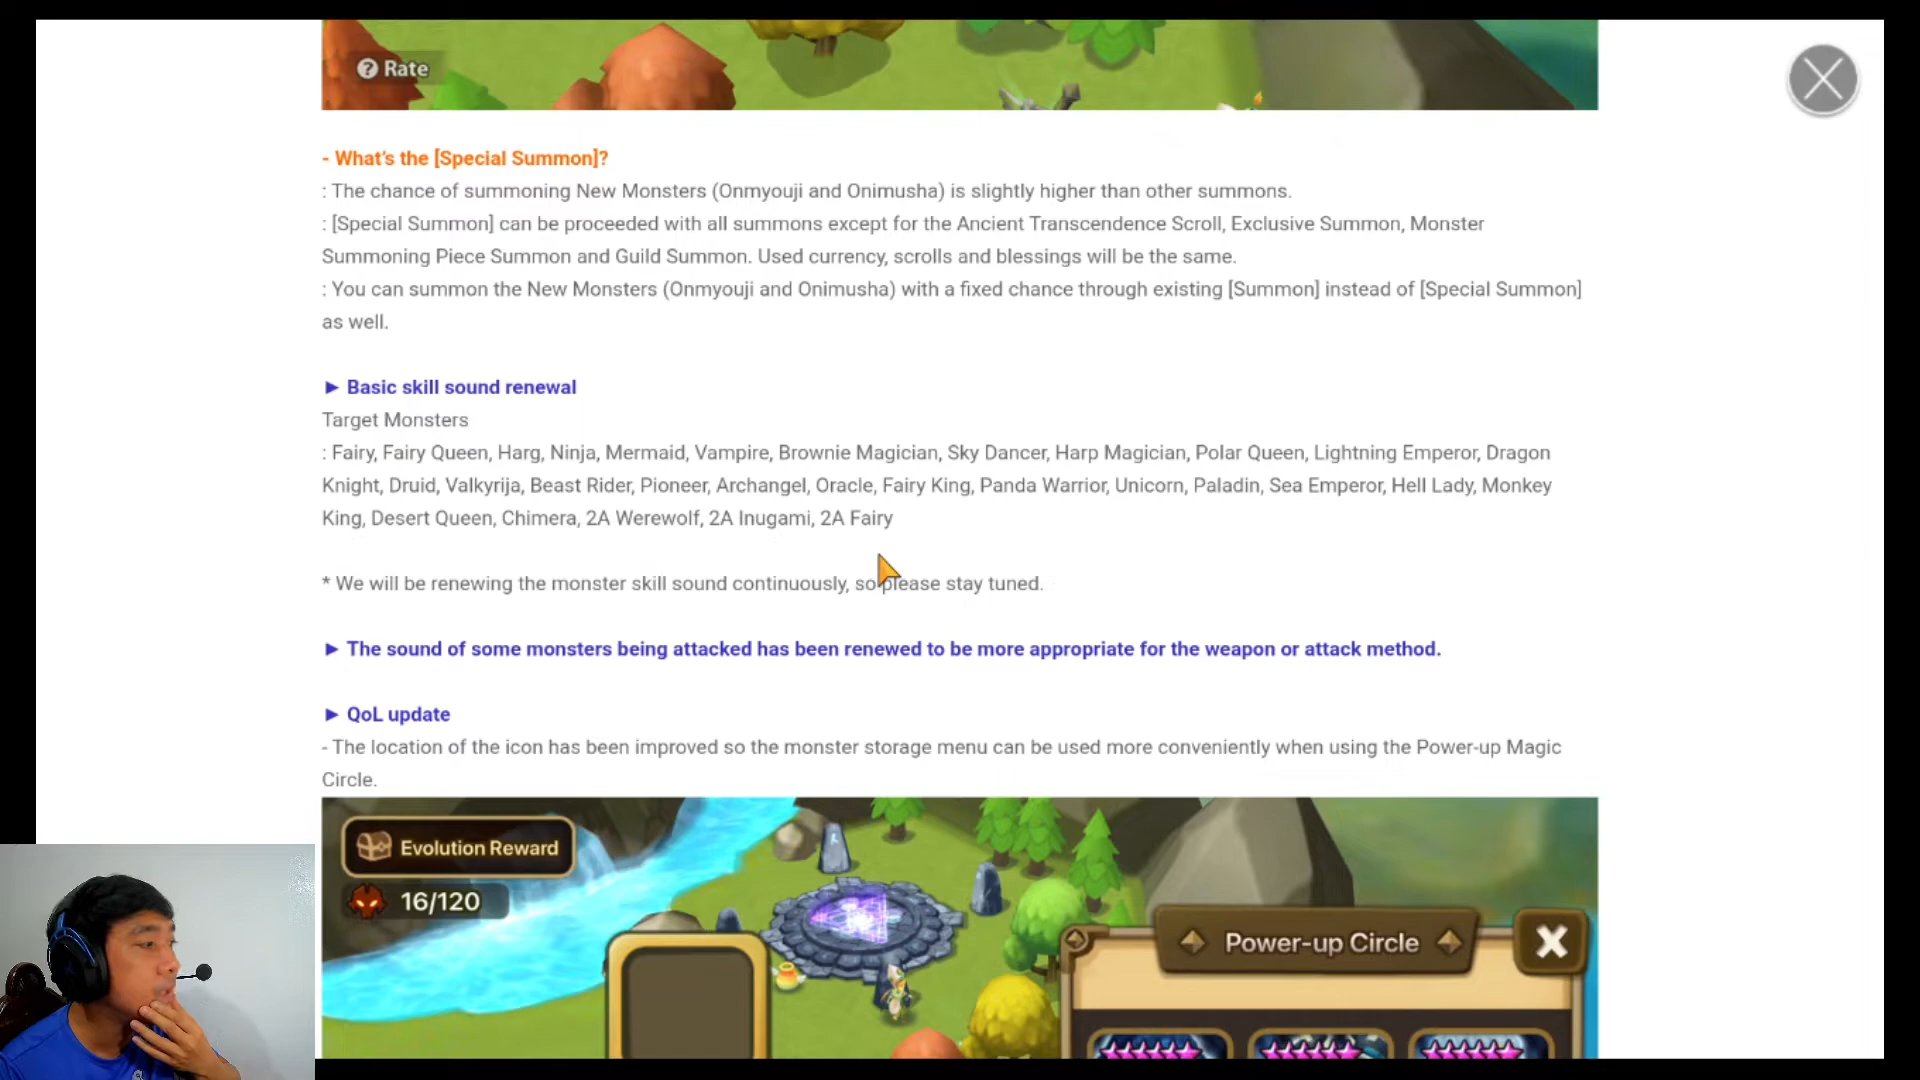 Rate
- What's the [Special Summon]?
: The chance of summoning New Monsters (Onmyouji and Onimusha) is slightly higher than other summons.
: [Special Summon] can be proceeded with all summons except for the Ancient Transcendence Scroll, Exclusive Summon, Monster
Summoning Piece Summon and Guild Summon. Used currency, scrolls and blessings will be the same.
: You can summon the New Monsters (Onmyouji and Onimusha) with a fixed chance through existing [Summon] instead of [Special Summon]
as well.
► Basic skill sound renewal
Target Monsters
: Fairy, Fairy Queen, Harg, Ninja, Mermaid, Vampire, Brownie Magician, Sky Dancer, Harp Magician, Polar Queen, Lightning Emperor, Dragon
Knight, Druid, Valkyrija, Beast Rider, Pioneer, Archangel, Oracle, Fairy King, Panda Warrior, Unicorn, Paladin, Sea Emperor, Hell Lady, Monkey
King, Desert Queen, Chimera, 2A Werewolf, 2A Inugami, 2A Fairy
* We will be renewing the monster skill sound continuously, so please stay tuned.
► The sound of some monsters being attacked has been renewed to be more appropriate for the weapon or attack method.
► QoL update
- The location of the icon has been improved so the monster storage menu can be used more conveniently when using the Power-up Magic
Circle.
Evolution Reward
16/120
Power-up Circle